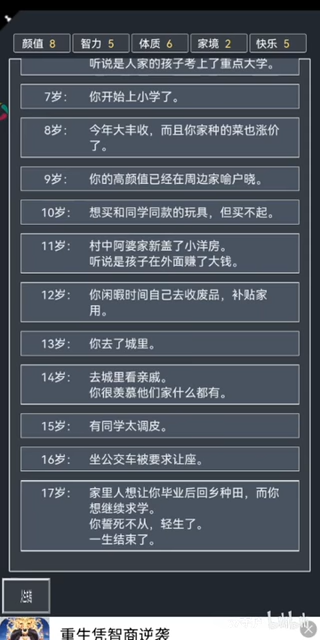 颜值 8 智力 5 体质 6 家境 2 快乐 5
听说是人家的孩子考上了重点大学。
7岁： 你开始上小学了。
8岁： 今年大丰收，而且你家种的菜也涨价
了。
9岁： 你的高颜值已经在周边家喻户晓。
10岁： 想买和同学同款的玩具，但买不起。
11岁： 村中阿婆家新盖了小洋房。
听说是孩子在外面赚了大钱。
12岁： 你闲暇时间自己去收废品，补贴家
用。
13岁： 你去了城里。
14岁： 去城里看亲戚。
你很羡慕他们家什么都有。
15岁： 有同学太调皮。
16岁： 坐公交车被要求让座。
17岁： 家里人想让你毕业后回乡种田，而你
想继续求学。
你誓死不从，轻生了。
一生结束了。
重生凭智商逆袭